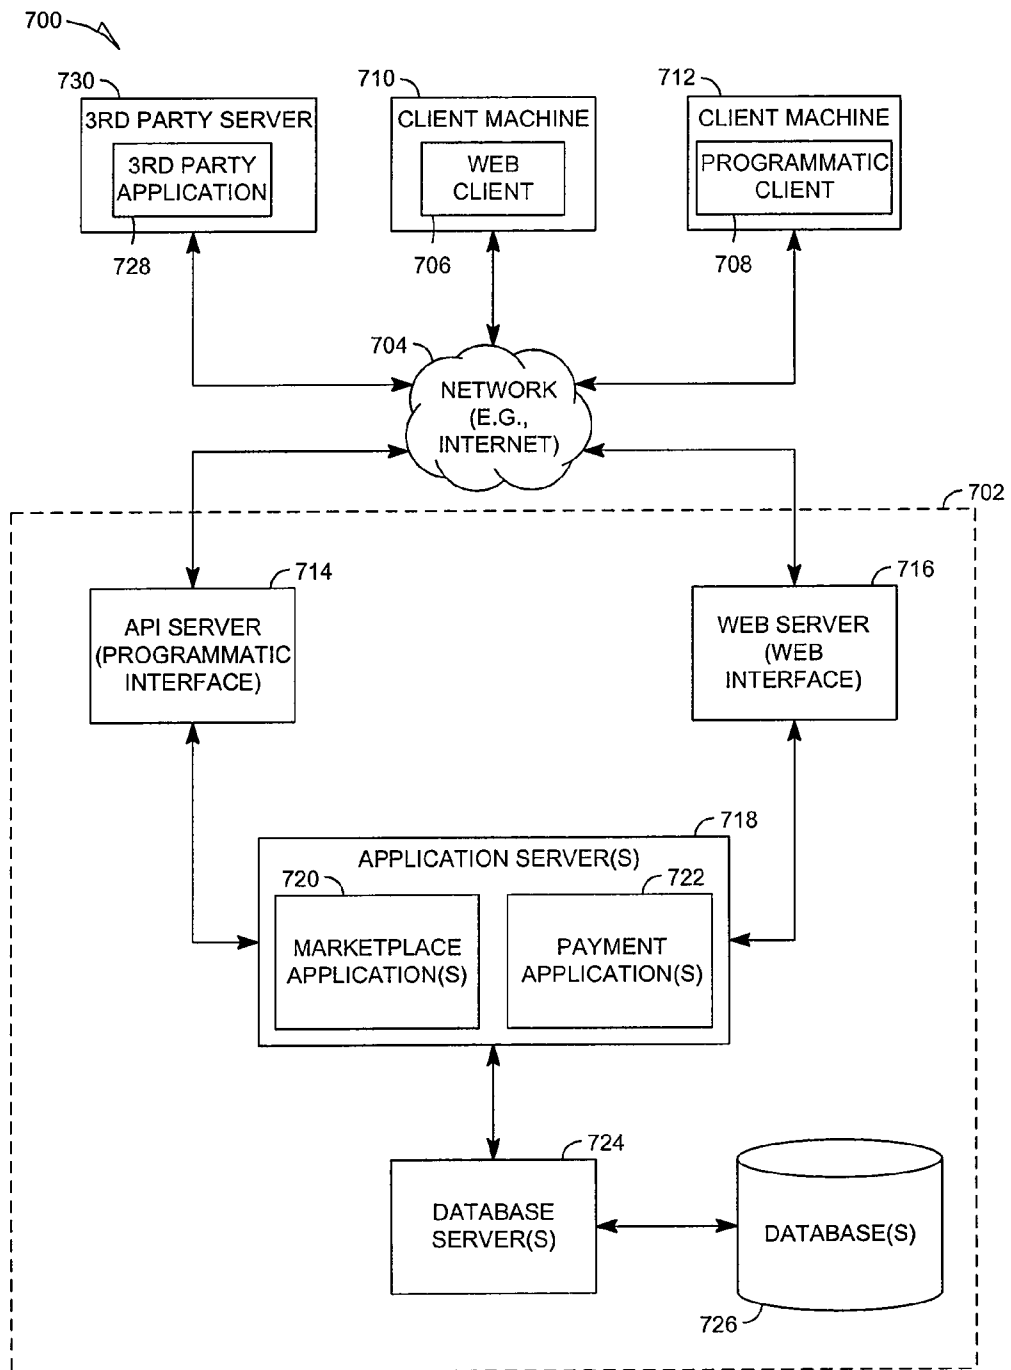 700
730
710
712
3RD PARTY SERVER
3RD PARTY
APPLICATION
728
CLIENT MACHINE
WEB
CLIENT
706
CLIENT MACHINE
PROGRAMMATIC
CLIENT
708
704
NETWORK
(E.G.,
INTERNET)
702
714
API SERVER
(PROGRAMMATIC
INTERFACE)
716
WEB SERVER
(WEB
INTERFACE)
718
APPLICATION SERVER(S)
720
MARKETPLACE
APPLICATION(S)
722
PAYMENT
APPLICATION(S)
724
DATABASE
SERVER(S)
DATABASE(S)
726